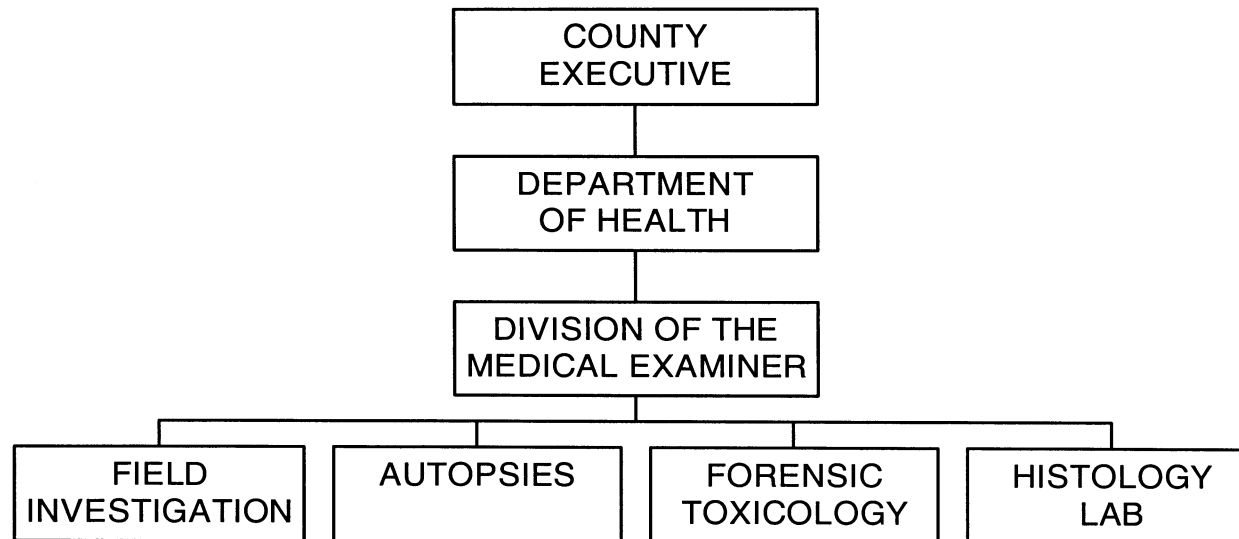 COUNTY
EXECUTIVE
DEPARTMENT
OF HEALTH
DIVISION OF THE
MEDICAL EXAMINER
FIELD
INVESTIGATION
AUTOPSIES
FORENSIC
TOXICOLOGY
HISTOLOGY
LAB